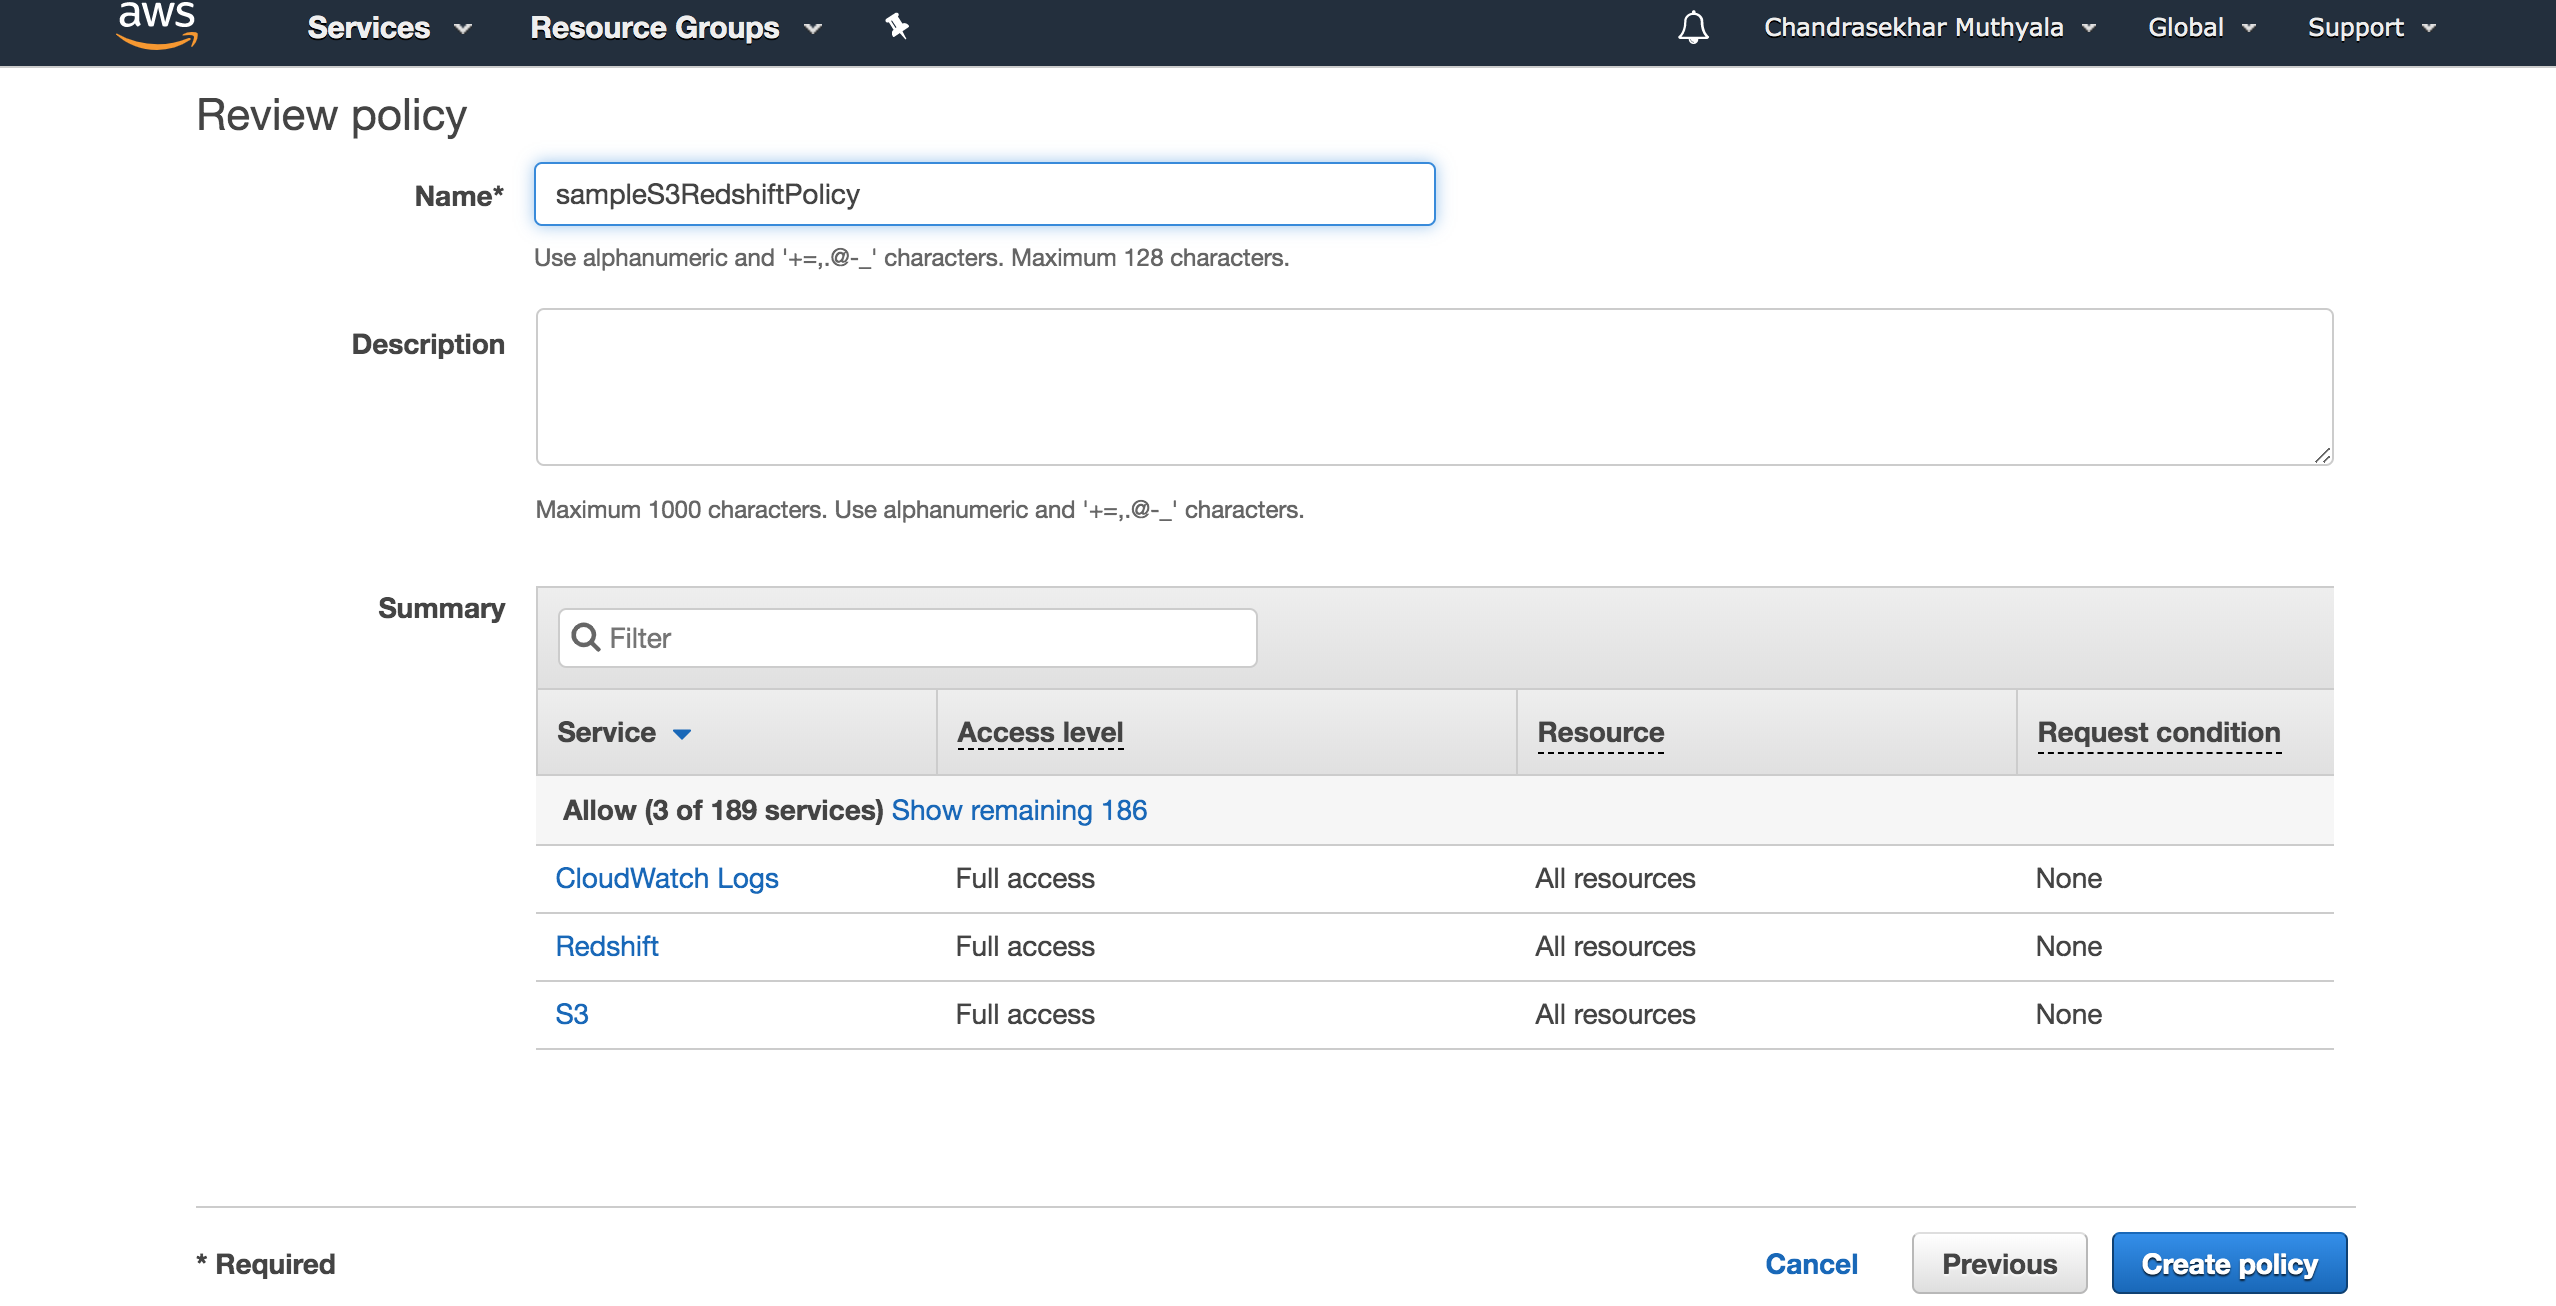 aws Services Resource Groups Chandrasekhar Muthyala Global Support
Review policy
Name* sampleS3RedshiftPolicy
Use alphanumeric and '+=,.@-_' characters. Maximum 128 characters.
Description
Maximum 1000 characters. Use alphanumeric and '+=,.@-_' characters.
Summary Filter
Service Access level Resource Request condition
Allow (3 of 189 services) Show remaining 186
CloudWatch Logs Full access All resources None
Redshift Full access All resources None
S3 Full access All resources None
* Required Cancel Previous Create policy